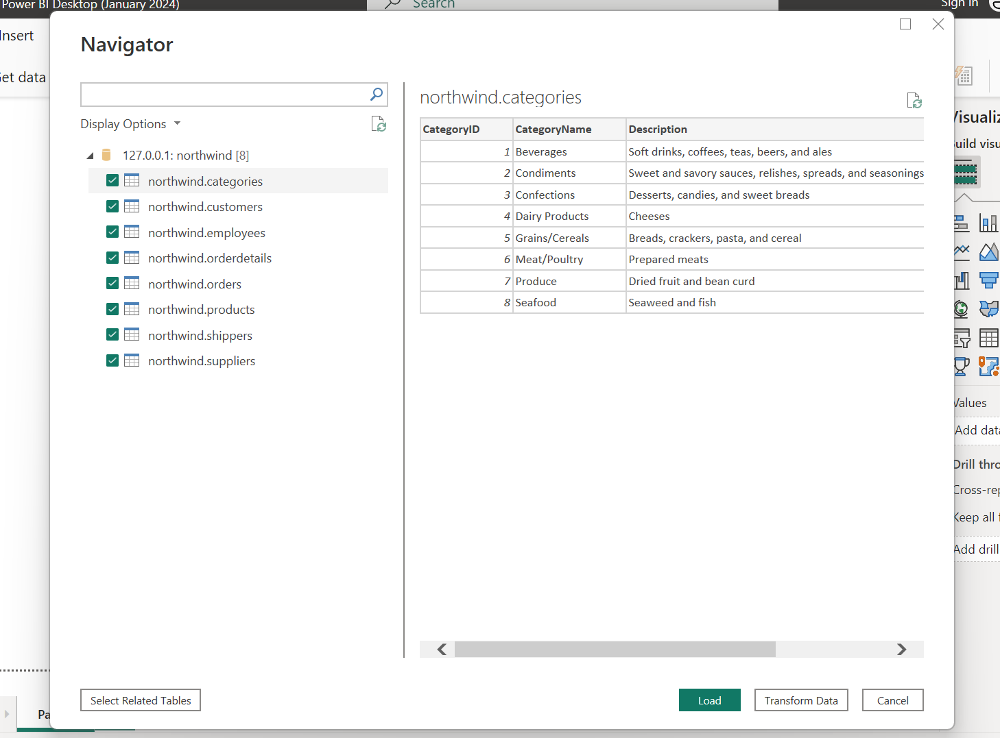 Power BI Desktop (January 2024)
Search
Sign in
Insert
Get data
Navigator
Display Options
127.0.0.1: northwind [8]
northwind.categories
northwind.customers
northwind.employees
northwind.orderdetails
northwind.orders
northwind.products
northwind.shippers
northwind.suppliers
northwind.categories
CategoryID CategoryName Description
1 Beverages Soft drinks, coffees, teas, beers, and ales
2 Condiments Sweet and savory sauces, relishes, spreads, and seasonings
3 Confections Desserts, candies, and sweet breads
4 Dairy Products Cheeses
5 Grains/Cereals Breads, crackers, pasta, and cereal
6 Meat/Poultry Prepared meats
7 Produce Dried fruit and bean curd
8 Seafood Seaweed and fish
Select Related Tables
Load
Transform Data
Cancel
Pa
Visualiz
Build visu
Values
Add data
Drill thro
Cross-rep
Keep all f
Add drill